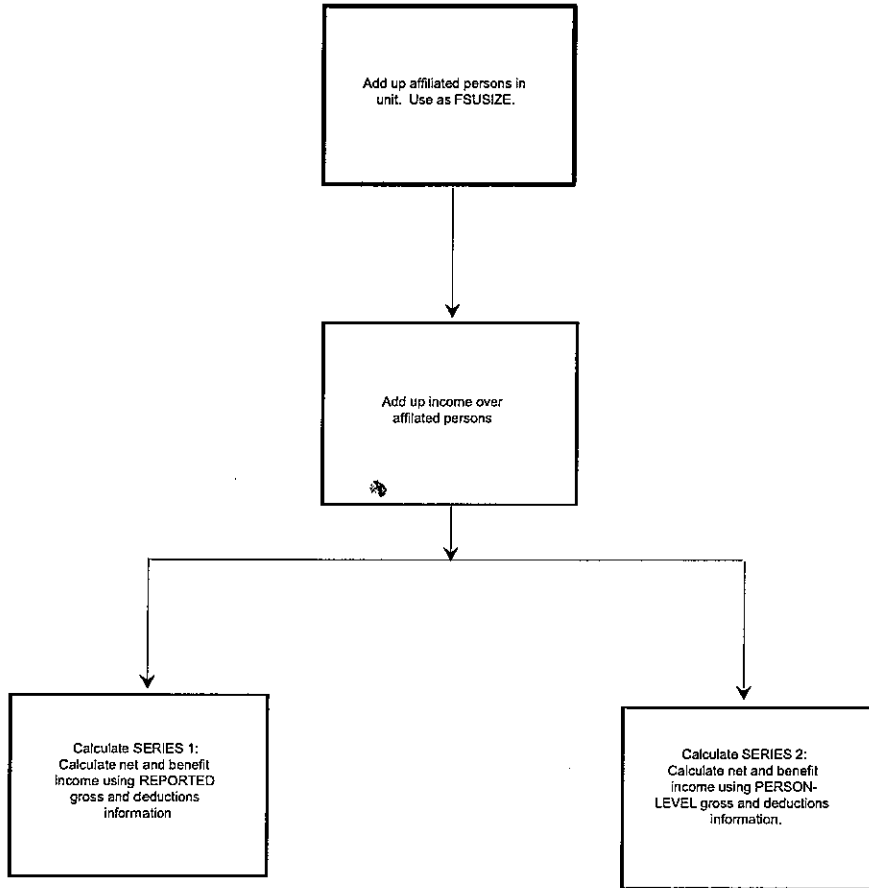 Add up affiliated persons in
unit. Use as FSUSIZE.
Add up income over
affilated persons
Calculate SERIES 1:
Calculate net and benefit
income using REPORTED
gross and deductions
information
Calculate SERIES 2:
Calculate net and benefit
income using PERSON-
LEVEL gross and deductions
information.